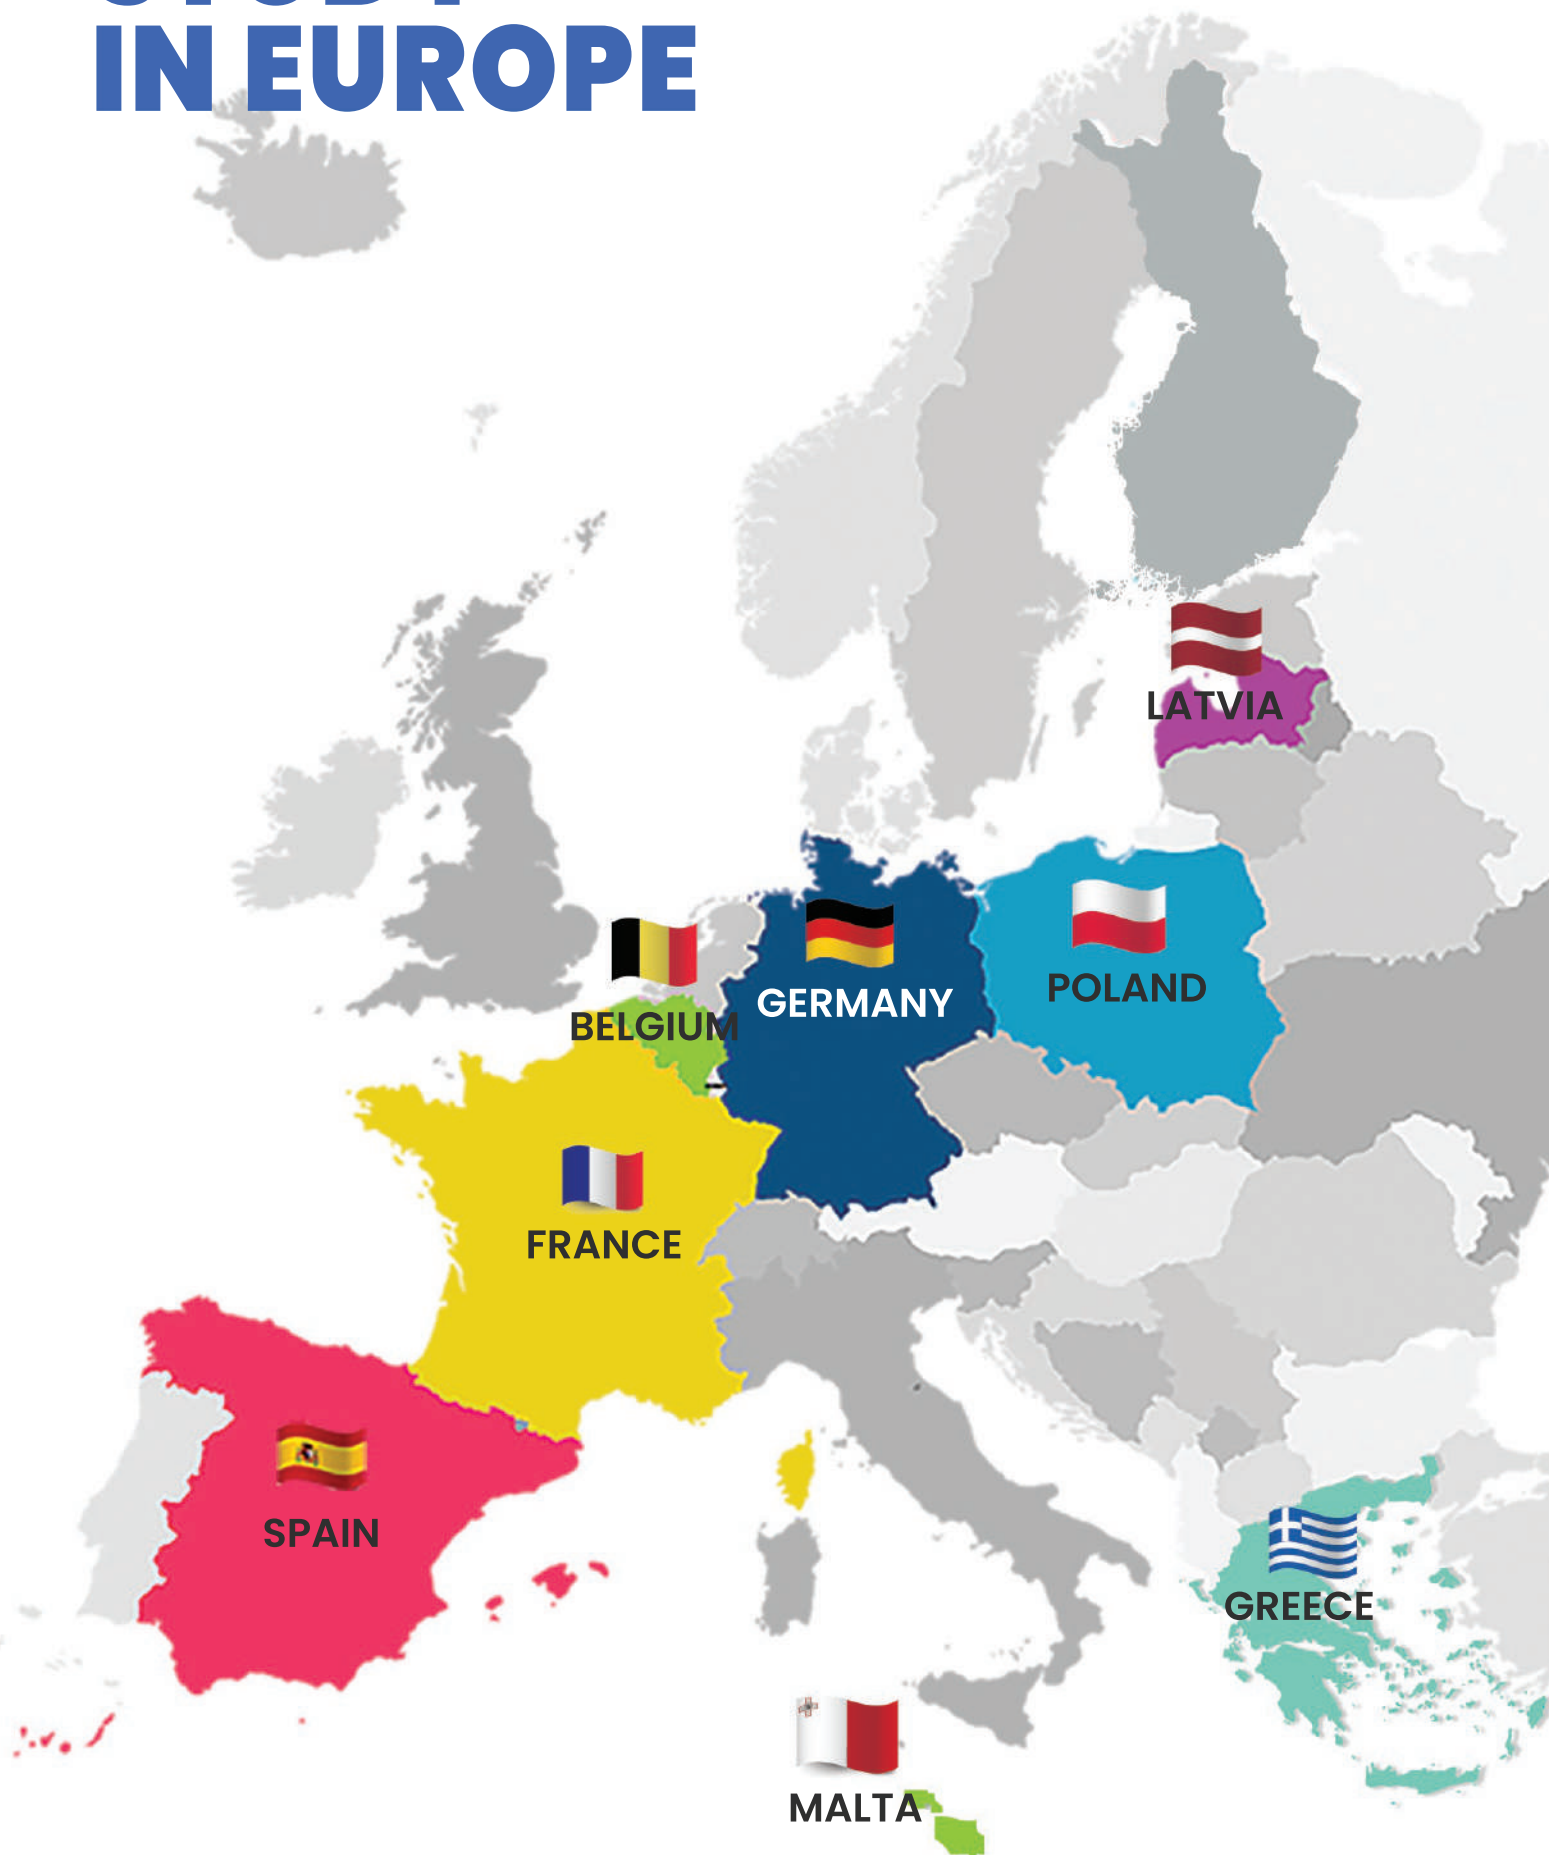 IN EUROPE
LATVIA
POLAND
GERMANY
BELGIUM
FRANCE
SPAIN
GREECE
MALTA